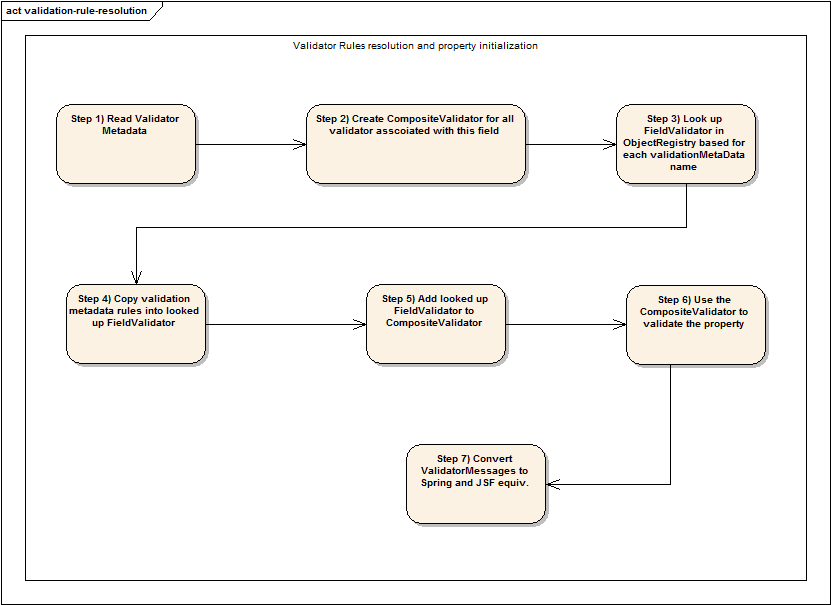 act validation-rule-resolution
Validator Rules resolution and property initialization
Step 1) Read Validator
Metadata
Step 2) Create CompositeValidator for all
validator asscoiated with this field
Step 3) Look up
FieldValidator in
ObjectRegistry based for
each validationMetaData
name
Step 4) Copy validation
metadata rules into looked
up FieldValidator
Step 5) Add looked up
FieldValidator to
CompositeValidator
Step 6) Use the
CompositeValidator to
validate the property
Step 7) Convert
ValidatorMessages to
Spring and JSF equiv.